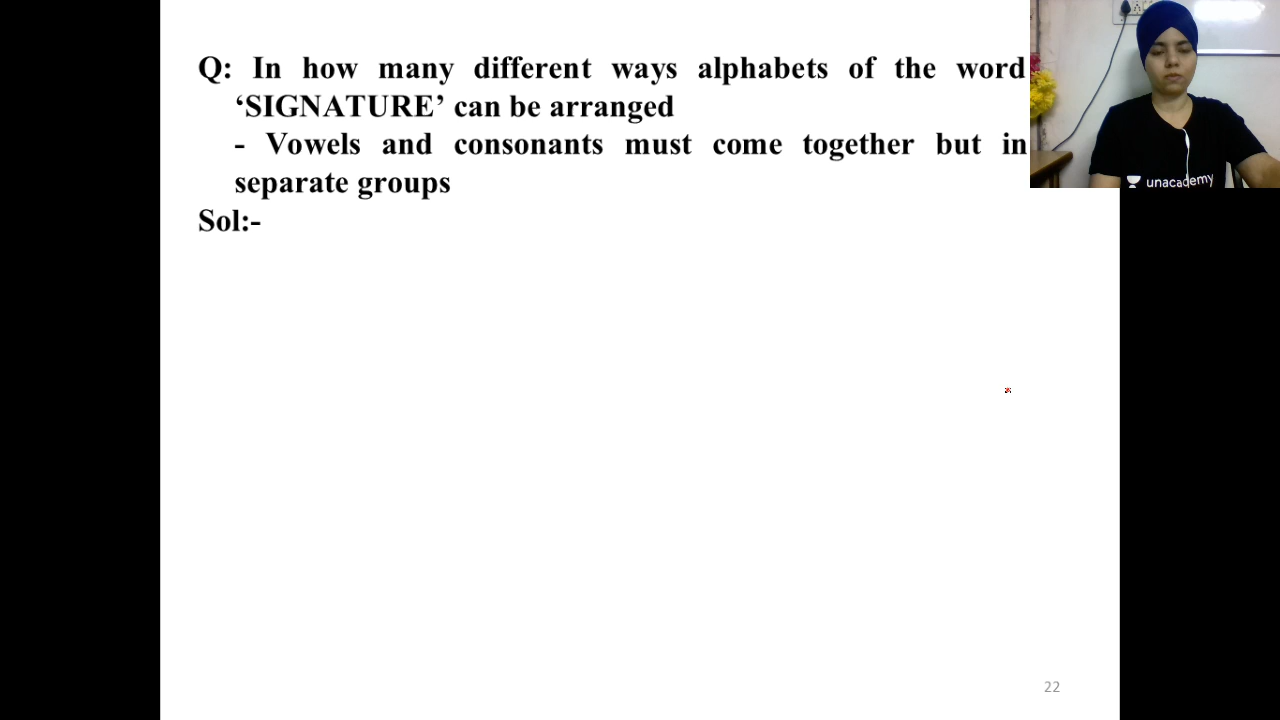 Q: In how many different ways alphabets of the word
‘SIGNATURE’ can be arranged
- Vowels and consonants must come together but in
separate groups
Sol:-
unacademy
22